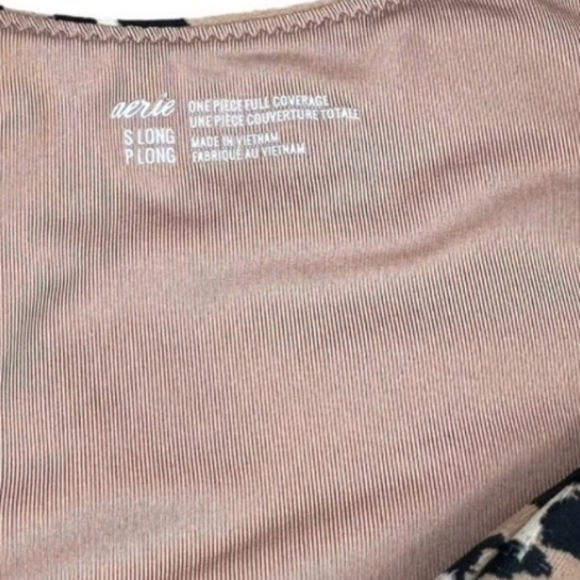 aerie ONE PIECE FULL COVERAGE
UNE PIÈCE COUVERTURE TOTALE
S LONG MADE IN VIETNAM
P LONG FABRIQUÉ AU VIETNAM